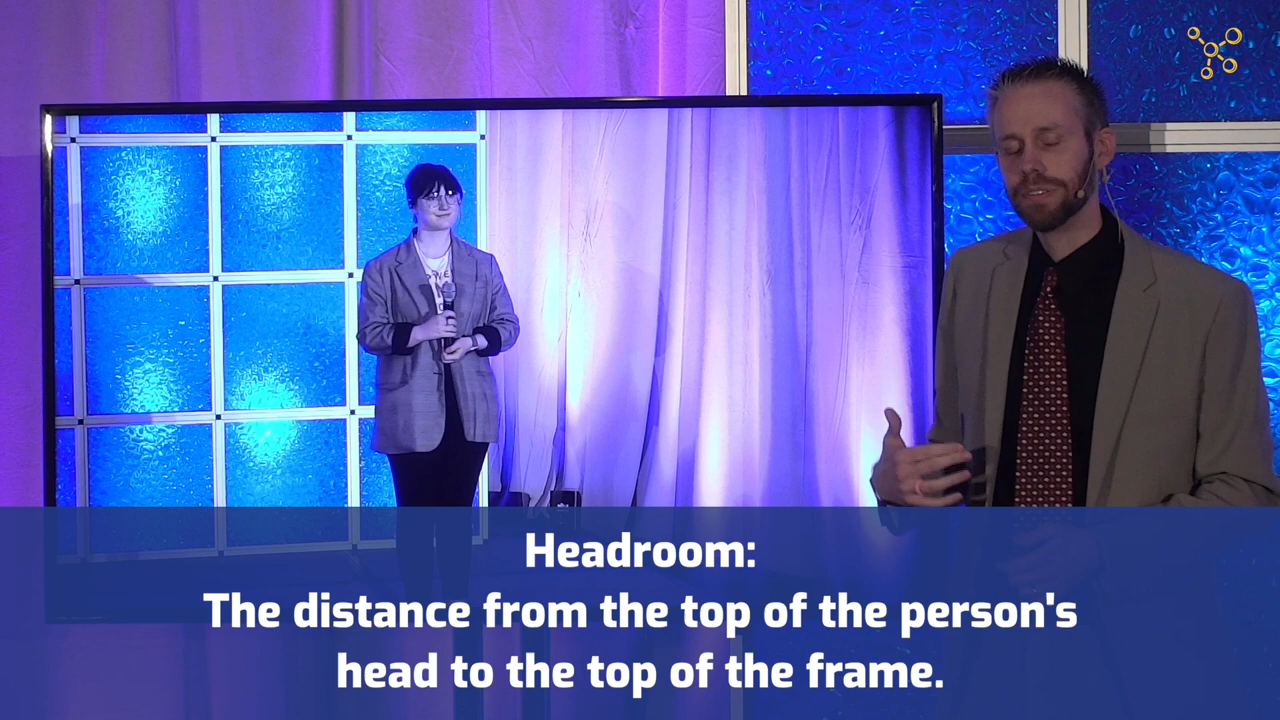 Headroom:
The distance from the top of the person's
head to the top of the frame.